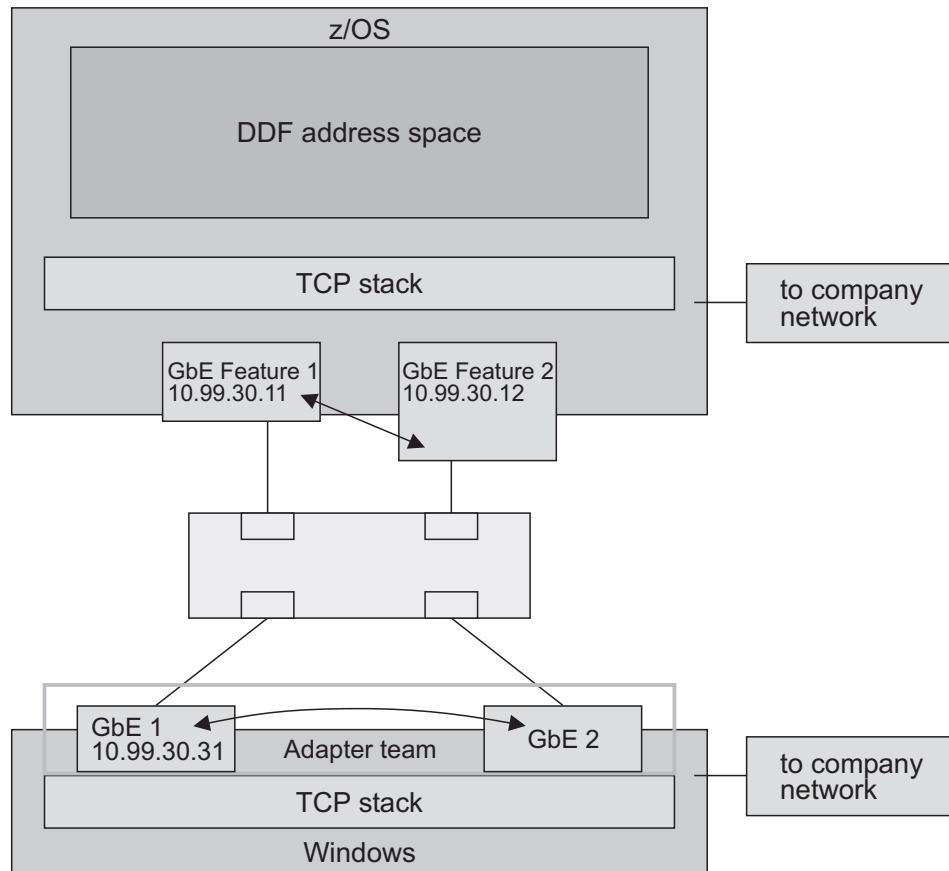 z/OS
DDF address space
TCP stack
to company
network
GbE Feature 1
10.99.30.11
GbE Feature 2
10.99.30.12
GbE 1
10.99.30.31
Adapter team
GbE 2
to company
network
TCP stack
Windows